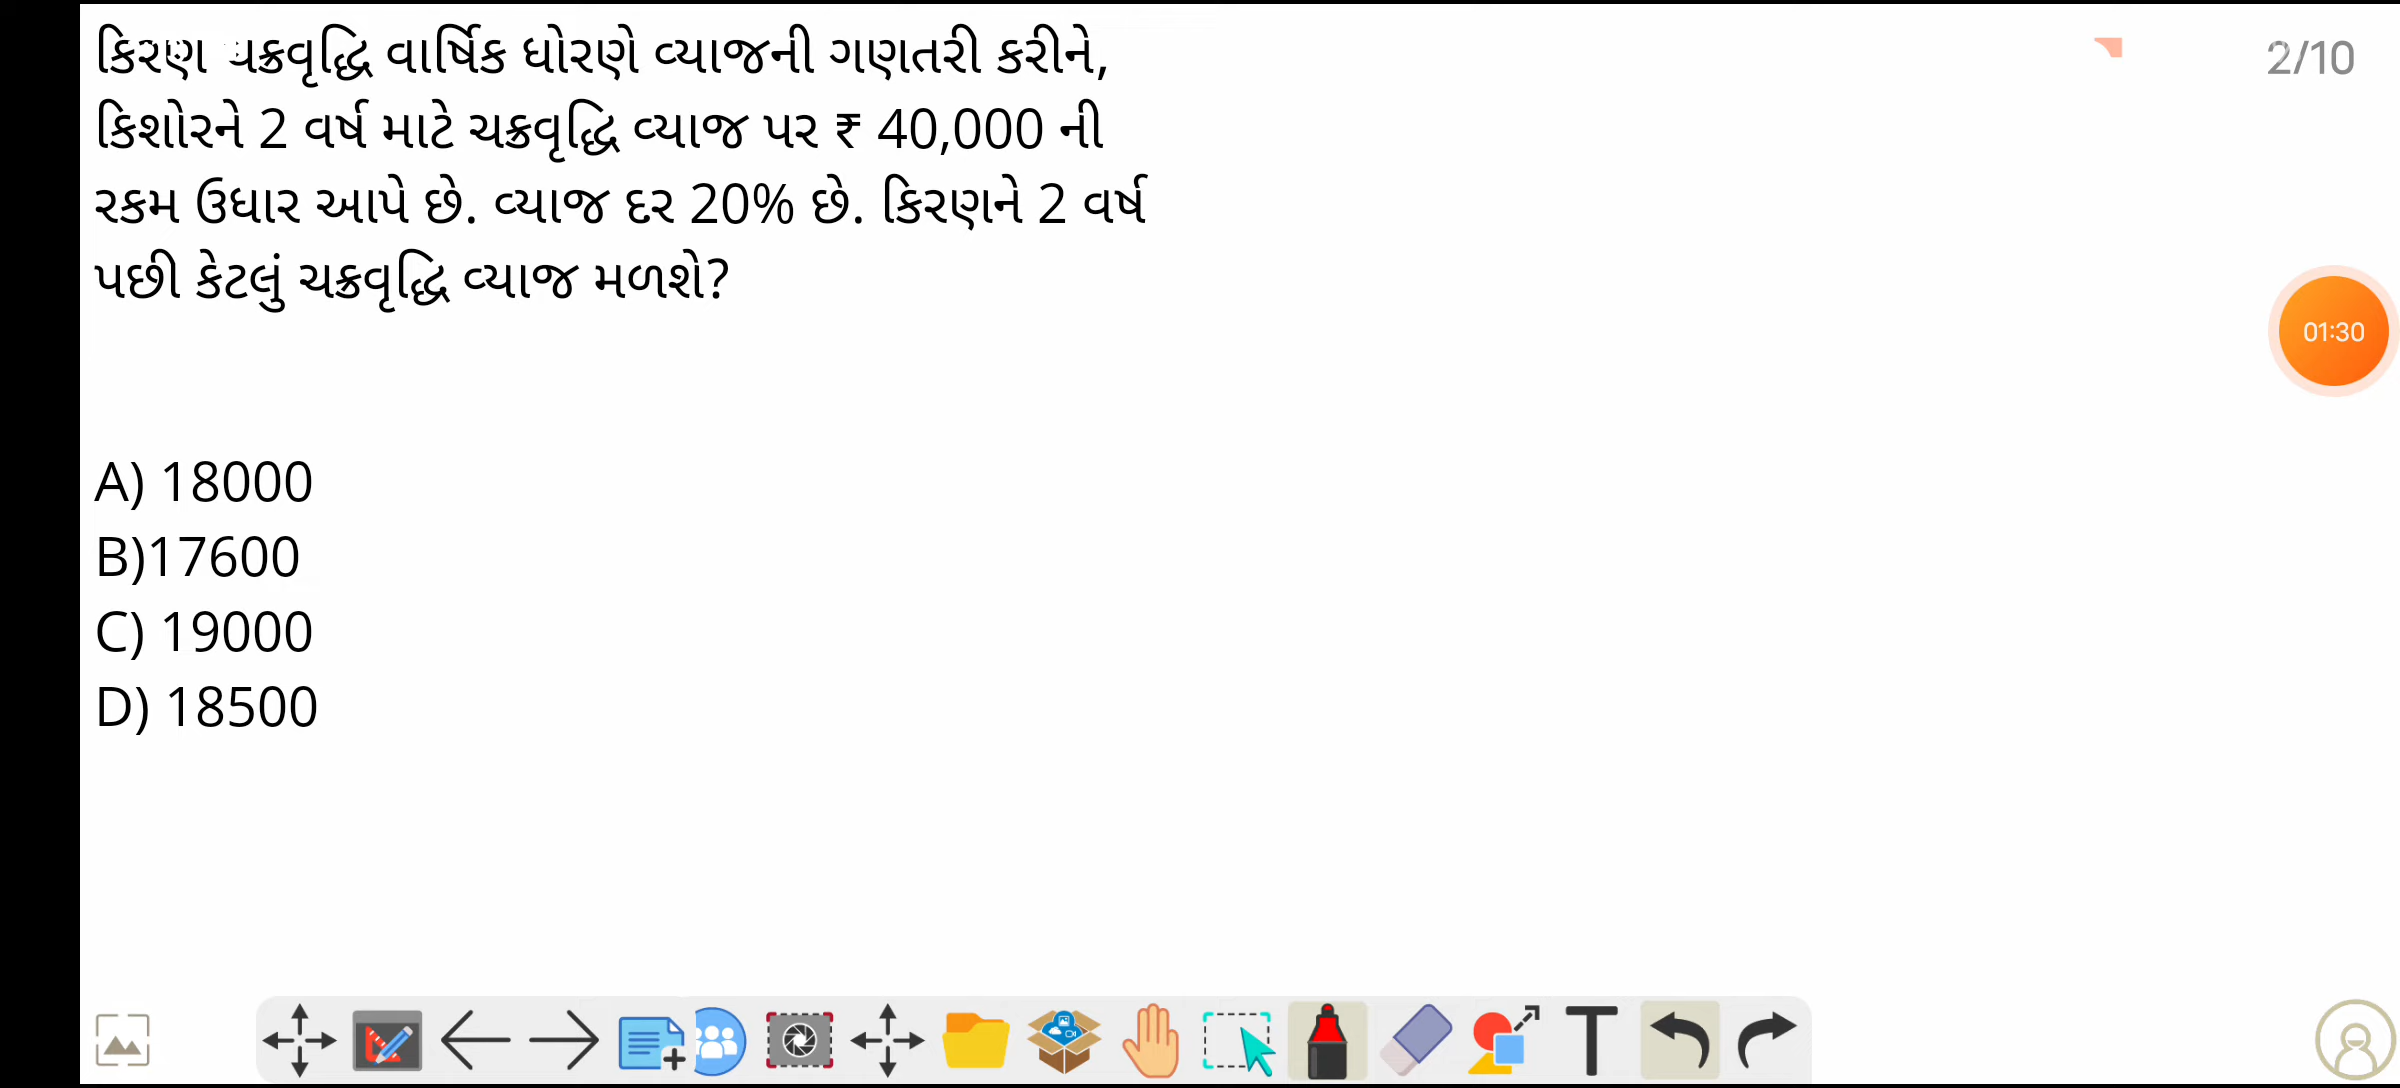 કિરણ ચક્રવૃદ્ધિ વાર્ષિક ધોરણે વ્યાજની ગણતરી કરીને,
2/10
કિશોરને 2 વર્ષ માટે ચક્રવૃદ્ધિ વ્યાજ પર ₹ 40,000 ની
રકમ ઉધાર આપે છે. વ્યાજ દર 20% છે. કિરણને 2 વર્ષ
પછી કેટલું ચક્રવૃદ્ધિ વ્યાજ મળશે?
01:30
A) 18000
B)17600
C) 19000
D) 18500